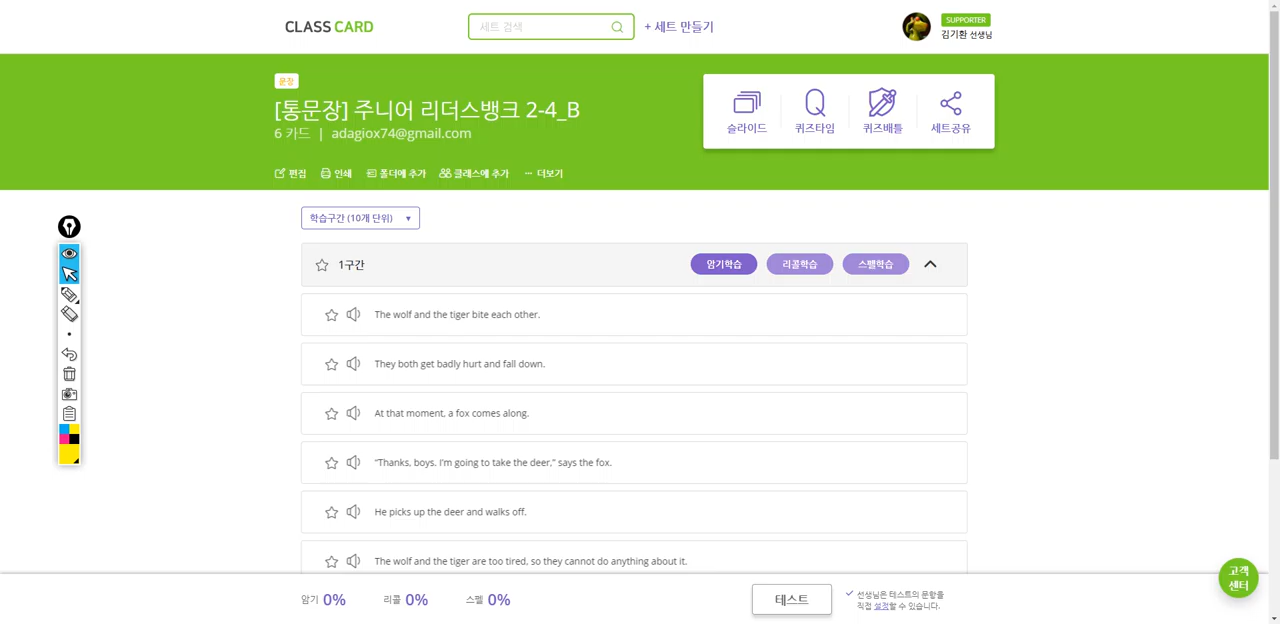 CLASS CARD
세트 검색
+ 세트 만들기
SUPPORTER
김기환 선생님
문장
[통문장] 주니어 리더스뱅크 2-4_B
6 카드 | adagiox74@gmail.com
슬라이드
퀴즈타임
퀴즈배틀
세트공유
편집
인쇄
폴더에 추가
클래스에 추가
··· 더보기
학습구간 (10개 단위) ▼
1구간
암기학습
리콜학습
스펠학습
The wolf and the tiger bite each other.
They both get badly hurt and fall down.
At that moment, a fox comes along.
“Thanks, boys. I’m going to take the deer,” says the fox.
He picks up the deer and walks off.
The wolf and the tiger are too tired, so they cannot do anything about it.
암기 0%
리콜 0%
스펠 0%
테스트
선생님은 테스트의 문항을
직접 설정할 수 있습니다.
고객
센터